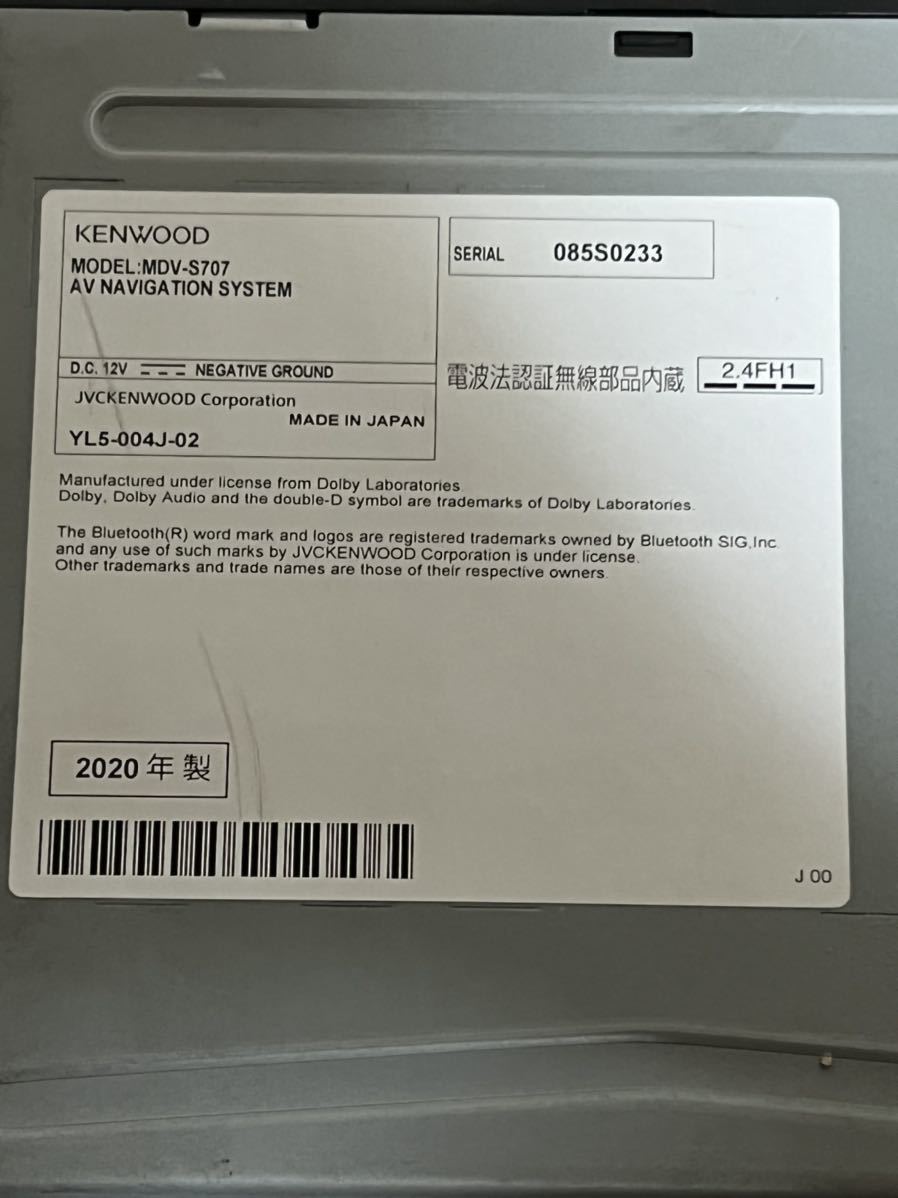 KENWOOD
MODEL:MDV-S707
AV NAVIGATION SYSTEM
D.C. 12V NEGATIVE GROUND
JVCKENWOOD Corporation
MADE IN JAPAN
YL5-004J-02
SERIAL 085S0233
電波法認証無線部品内蔵 2.4FH1
Manufactured under license from Dolby Laboratories.
Dolby, Dolby Audio and the double-D symbol are trademarks of Dolby Laboratories.
The Bluetooth(R) word mark and logos are registered trademarks owned by Bluetooth SIG,Inc.
and any use of such marks by JVCKENWOOD Corporation is under license.
Other trademarks and trade names are those of their respective owners.
2020 年 製
J 00